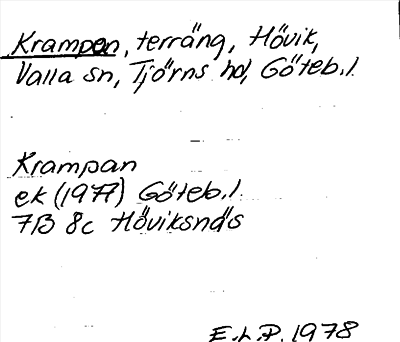 Krampen, terräng, Hövik,
Valla sn, Tjörns hd, Göteb.l.
Krampan
ek (1977) Göteb.l.
7B 8c Höviksnäs
E.L.P. 1978